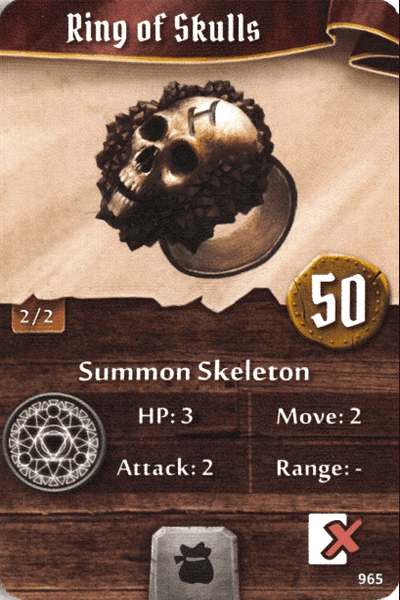 Ring of Skulls
50
2/2
Summon Skeleton
HP: 3
Move: 2
Attack: 2
Range: -
965